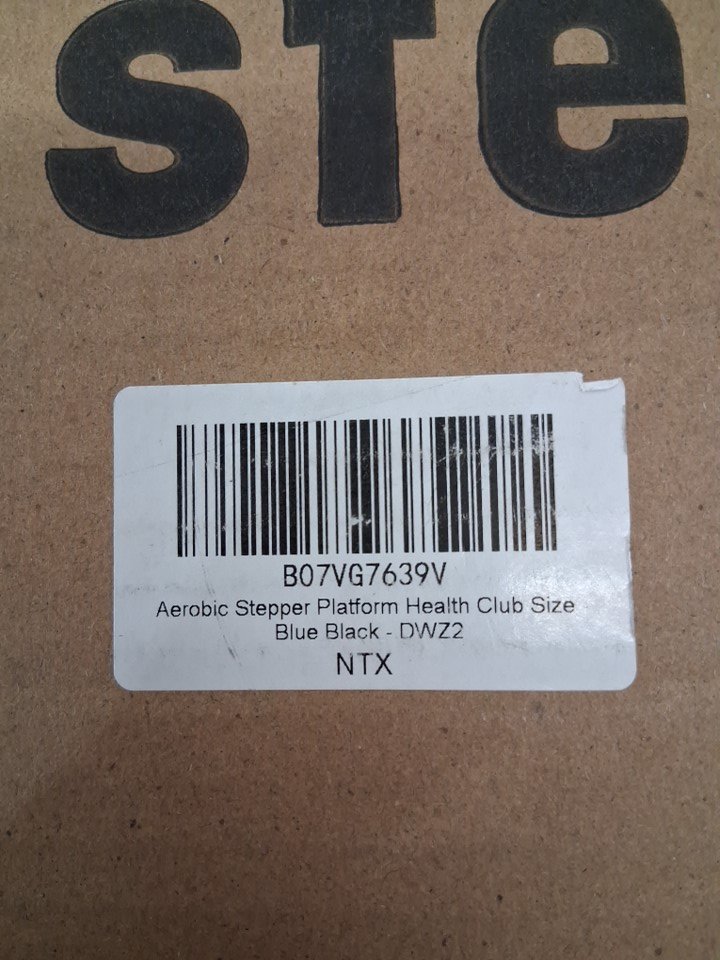 ste
B07VG7639V
Aerobic Stepper Platform Health Club Size
Blue Black - DWZ2
NTX